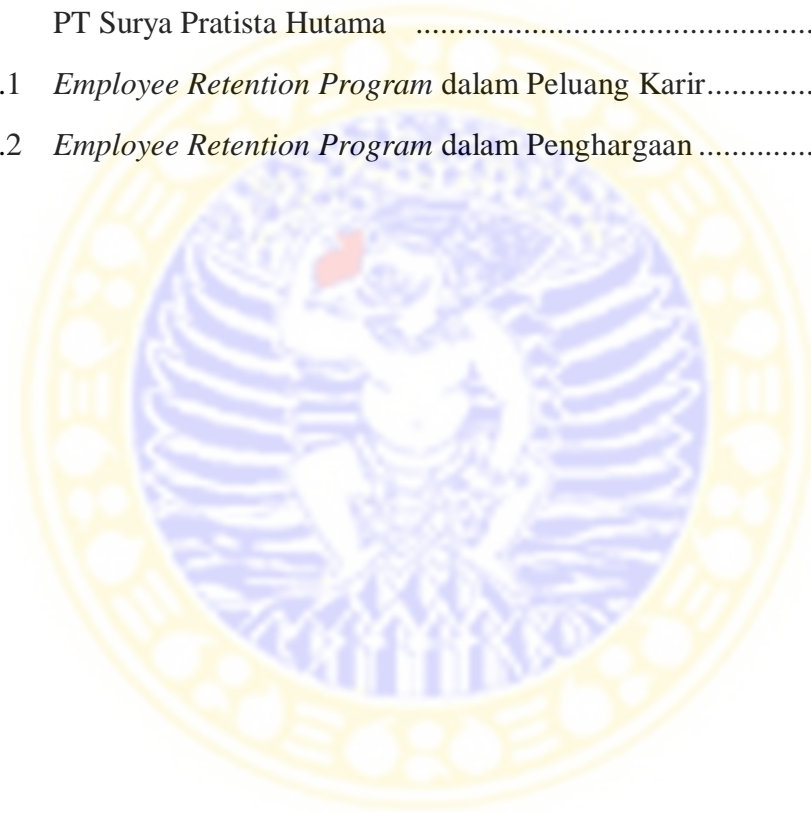 PT Surya Pratista Hutama ................................................
.1 Employee Retention Program dalam Peluang Karir.............
.2 Employee Retention Program dalam Penghargaan ..............